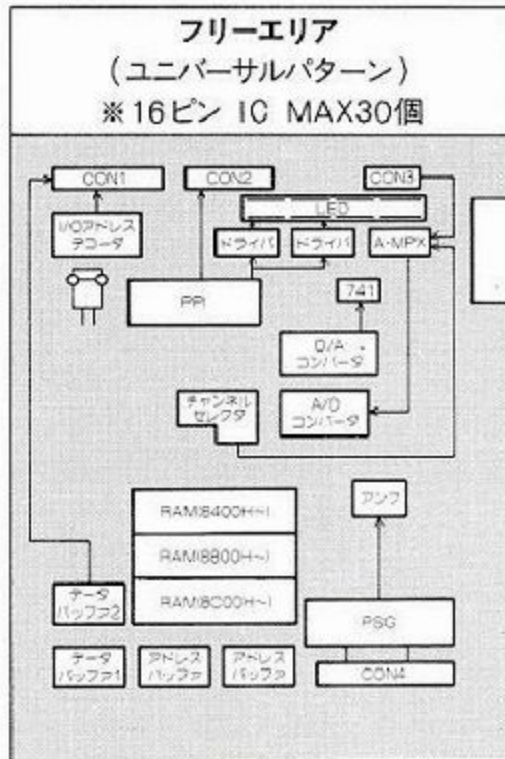 フリーエリア
(ユニバーサルパターン)
※16ピン IC MAX30個
CON1
CON2
CON3
LED
I/Oアドレス
デコーダ
ドライバ
ドライバ
A-MPX
PPI
741
D/A
コンバータ
チャンネル
セレクタ
A/D
コンバータ
アンプ
RAM(8400H~)
RAM(8800H~)
RAM(8C00H~)
データ
バッファ2
PSG
データ
バッファ1
アドレス
バッファ
アドレス
バッファ
CON4